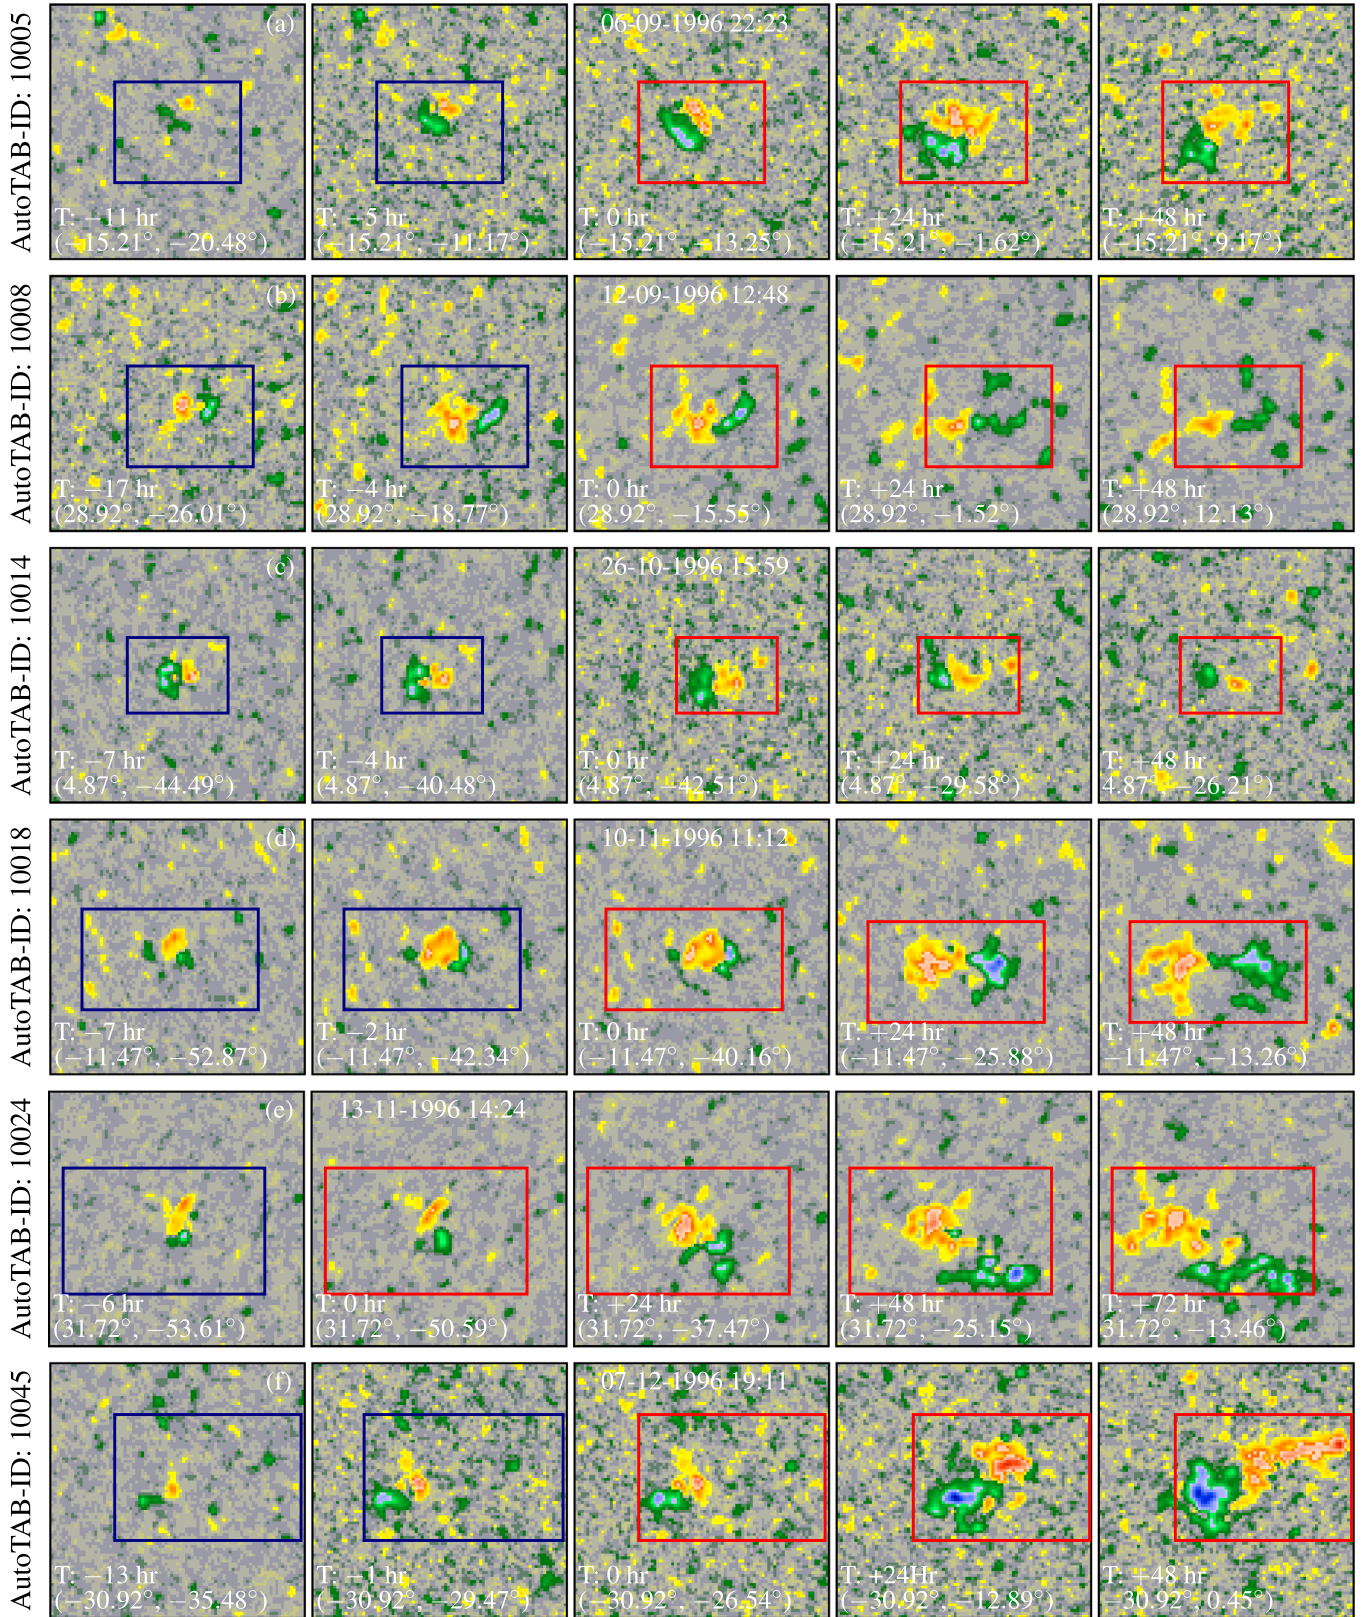 AutoTAB-ID: 10005
(a)
T: −11 hr
(−15.21°, −20.48°)
T: −5 hr
(−15.21°, −11.17°)
06-09-1996 22:23
T: 0 hr
(−15.21°, −13.25°)
T: +24 hr
(−15.21°, −1.62°)
T: +48 hr
(−15.21°, 9.17°)
AutoTAB-ID: 10008
(b)
T: −17 hr
(28.92°, −26.01°)
T: −4 hr
(28.92°, −18.77°)
12-09-1996 12:48
T: 0 hr
(28.92°, −15.55°)
T: +24 hr
(28.92°, −1.52°)
T: +48 hr
(28.92°, 12.13°)
AutoTAB-ID: 10014
(c)
T: −7 hr
(4.87°, −44.49°)
T: −4 hr
(4.87°, −40.48°)
26-10-1996 15:59
T: 0 hr
(4.87°, −42.51°)
T: +24 hr
(4.87°, −29.58°)
T: +48 hr
4.87°, −26.21°)
AutoTAB-ID: 10018
(d)
T: −7 hr
(−11.47°, −52.87°)
T: −2 hr
(−11.47°, −42.34°)
10-11-1996 11:12
T: 0 hr
(−11.47°, −40.16°)
T: +24 hr
(−11.47°, −25.88°)
T: +48 hr
−11.47°, −13.26°)
AutoTAB-ID: 10024
(e)
T: −6 hr
(31.72°, −53.61°)
13-11-1996 14:24
T: 0 hr
(31.72°, −50.59°)
T: +24 hr
(31.72°, −37.47°)
T: +48 hr
(31.72°, −25.15°)
T: +72 hr
31.72°, −13.46°)
AutoTAB-ID: 10045
(f)
T: −13 hr
(−30.92°, −35.48°)
T: −1 hr
(−30.92°, −29.47°)
07-12-1996 19:11
T: 0 hr
(−30.92°, −26.54°)
T: +24Hr
(−30.92°, −12.89°)
T: +48 hr
−30.92°, 0.45°)